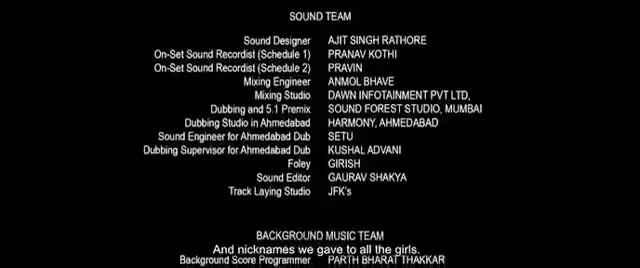 SOUND TEAM
Sound Designer AJIT SINGH RATHORE
On-Set Sound Recordist (Schedule 1) PRANAV KOTHI
On-Set Sound Recordist (Schedule 2) PRAVIN
Mixing Engineer ANMOL BHAVE
Mixing Studio DAWN INFOTAINMENT PVT LTD,
Dubbing and 5.1 Premix SOUND FOREST STUDIO, MUMBAI
Dubbing Studio in Ahmedabad HARMONY, AHMEDABAD
Sound Engineer for Ahmedabad Dub SETU
Dubbing Supervisor for Ahmedabad Dub KUSHAL ADVANI
Foley GIRISH
Sound Editor GAURAV SHAKYA
Track Laying Studio JFK's
BACKGROUND MUSIC TEAM
And nicknames we gave to all the girls.
Background Score Programmer PARTH BHARAT THAKKAR